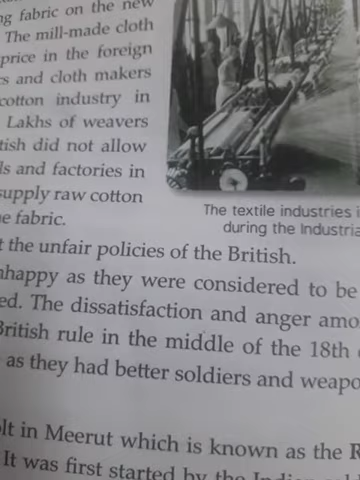 ng fabric on the new
The mill-made cloth
price in the foreign
rs and cloth makers
cotton industry in
Lakhs of weavers
tish did not allow
ls and factories in
supply raw cotton
e fabric.
The textile industries i
during the Industria
t the unfair policies of the British.
nhappy as they were considered to be
ed. The dissatisfaction and anger amo
British rule in the middle of the 18th
as they had better soldiers and weapo
olt in Meerut which is known as the R
It was first started by the Indian